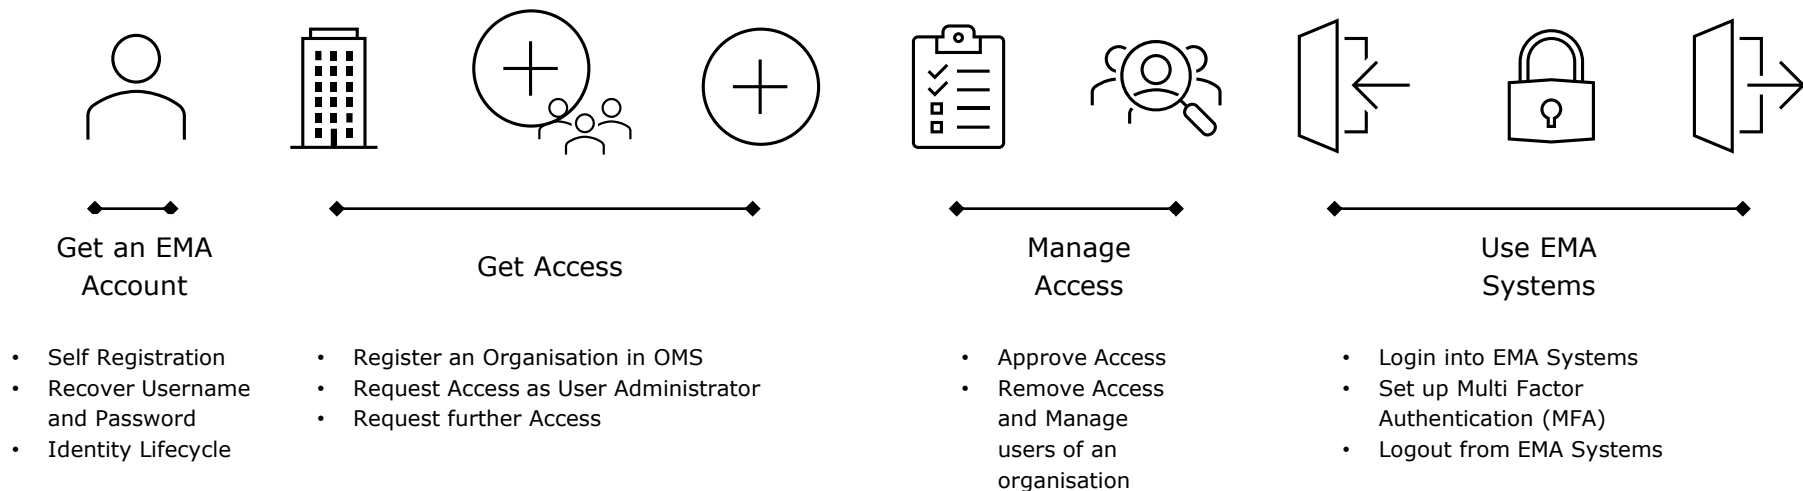 Get an EMA
Account
Get Access
Manage
Access
Use EMA
Systems
• Self Registration
• Recover Username
and Password
• Identity Lifecycle
• Register an Organisation in OMS
• Request Access as User Administrator
• Request further Access
• Approve Access
• Remove Access
and Manage
users of an
organisation
• Login into EMA Systems
• Set up Multi Factor
Authentication (MFA)
• Logout from EMA Systems